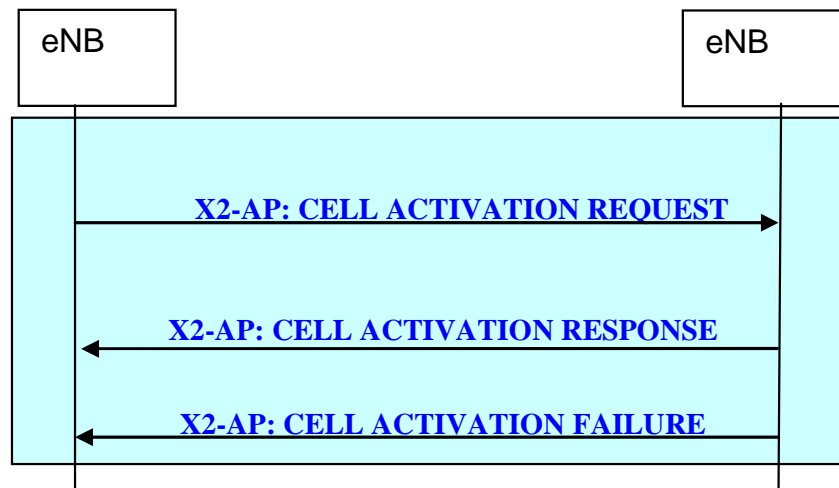 eNB
eNB
X2-AP: CELL ACTIVATION REQUEST
X2-AP: CELL ACTIVATION RESPONSE
X2-AP: CELL ACTIVATION FAILURE